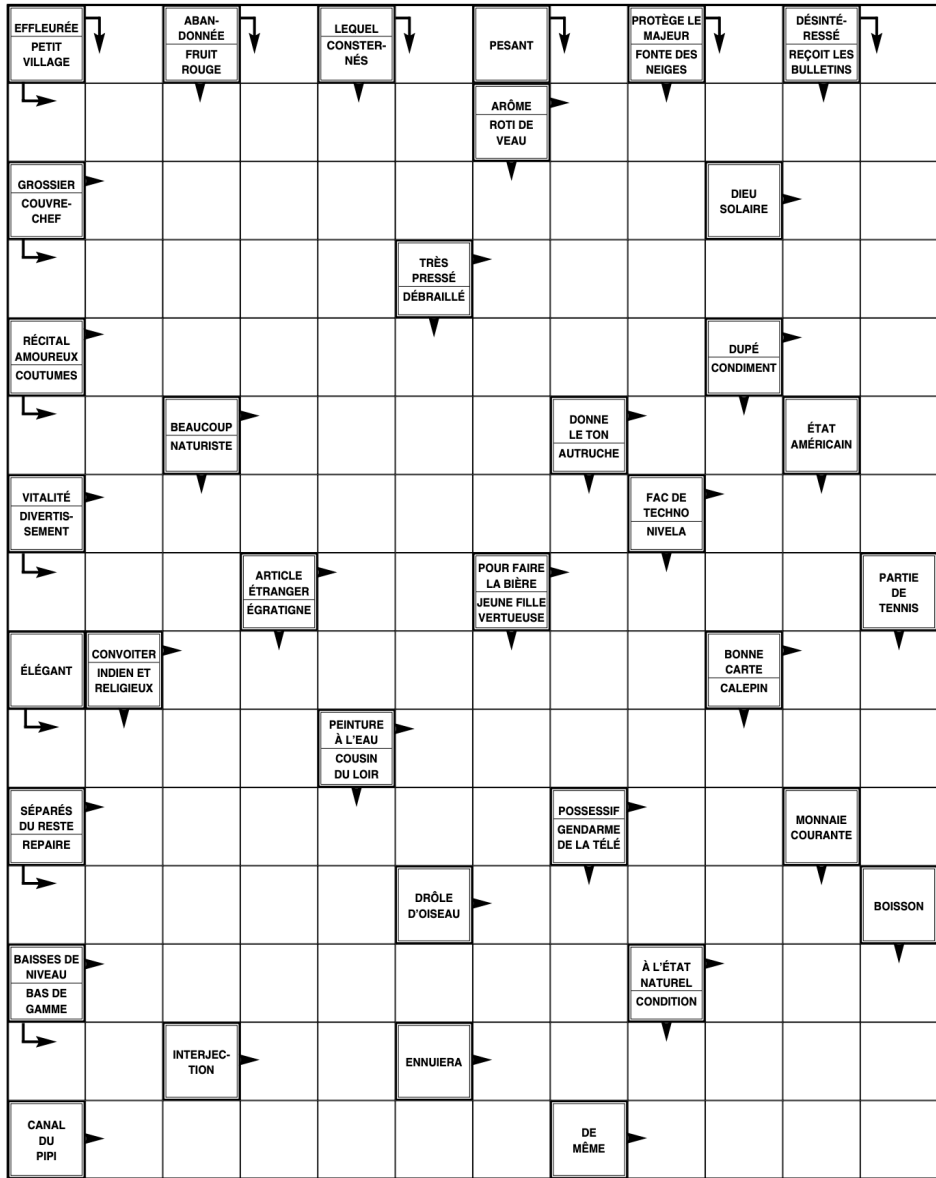 EFFLEURÉE
PETIT
VILLAGE
ABAN-
DONNÉE
FRUIT
ROUGE
LEQUEL
CONSTER-
NÉS
PESANT
PROTÈGE LE
MAJEUR
FONTE DES
NEIGES
DÉSINTÉ-
RESSÉ
REÇOIT LES
BULLETINS
ARÔME
ROTI DE
VEAU
GROSSIER
COUVRE-
CHEF
DIEU
SOLAIRE
TRÈS
PRESSÉ
DÉBRAILLÉ
RÉCITAL
AMOUREUX
COUTUMES
DUPÉ
CONDIMENT
BEAUCOUP
NATURISTE
DONNE
LE TON
AUTRUCHE
ÉTAT
AMÉRICAIN
VITALITÉ
DIVERTIS-
SEMENT
FAC DE
TECHNO
NIVELA
ARTICLE
ÉTRANGER
ÉGRATIGNE
POUR FAIRE
LA BIÈRE
JEUNE FILLE
VERTUEUSE
PARTIE
DE
TENNIS
ÉLÉGANT
CONVOITER
INDIEN ET
RELIGIEUX
BONNE
CARTE
CALEPIN
PEINTURE
À L'EAU
COUSIN
DU LOIR
SÉPARÉS
DU RESTE
REPAIRE
POSSESSIF
GENDARME
DE LA TÉLÉ
MONNAIE
COURANTE
DRÔLE
D'OISEAU
BOISSON
BAISSES DE
NIVEAU
BAS DE
GAMME
À L'ÉTAT
NATUREL
CONDITION
INTERJEC-
TION
ENNUIERA
CANAL
DU
PIPI
DE
MÊME